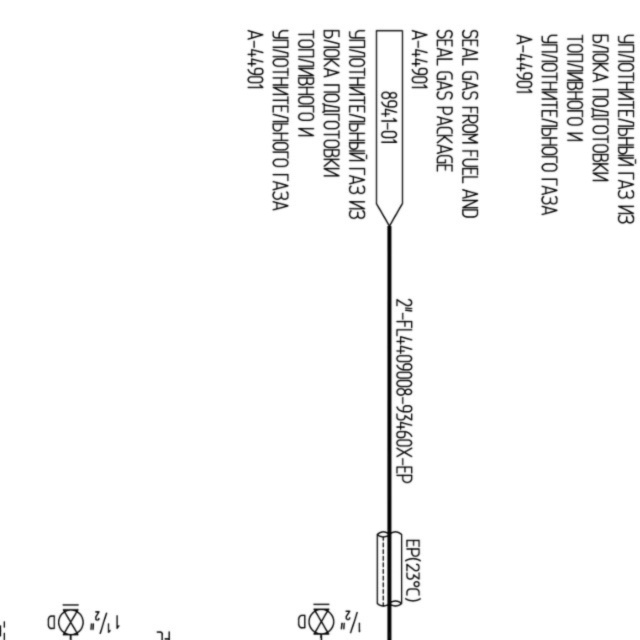 УПЛОТНИТЕЛЬНЫЙ ГАЗ ИЗ
БЛОКА ПОДГОТОВКИ
ТОПЛИВНОГО И
УПЛОТНИТЕЛЬНОГО ГАЗА
А-44901
SEAL GAS FROM FUEL AND
SEAL GAS PACKAGE
A-44901
8941-01
УПЛОТНИТЕЛЬНЫЙ ГАЗ ИЗ
БЛОКА ПОДГОТОВКИ
ТОПЛИВНОГО И
УПЛОТНИТЕЛЬНОГО ГАЗА
А-44901
2"-FL4409008-93460X-EP
EP(23°C)
1/2"
D
FL
1 1/2"
D